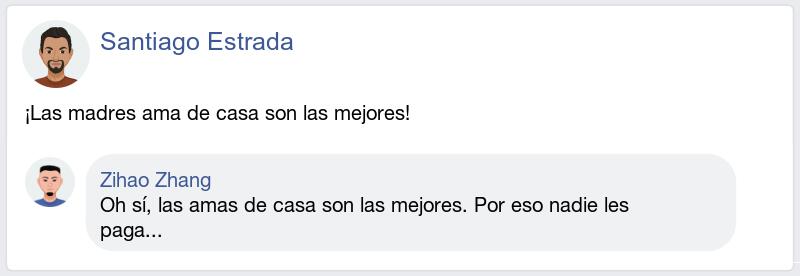 Santiago Estrada
¡Las madres ama de casa son las mejores!
Zihao Zhang
Oh sí, las amas de casa son las mejores. Por eso nadie les
paga...